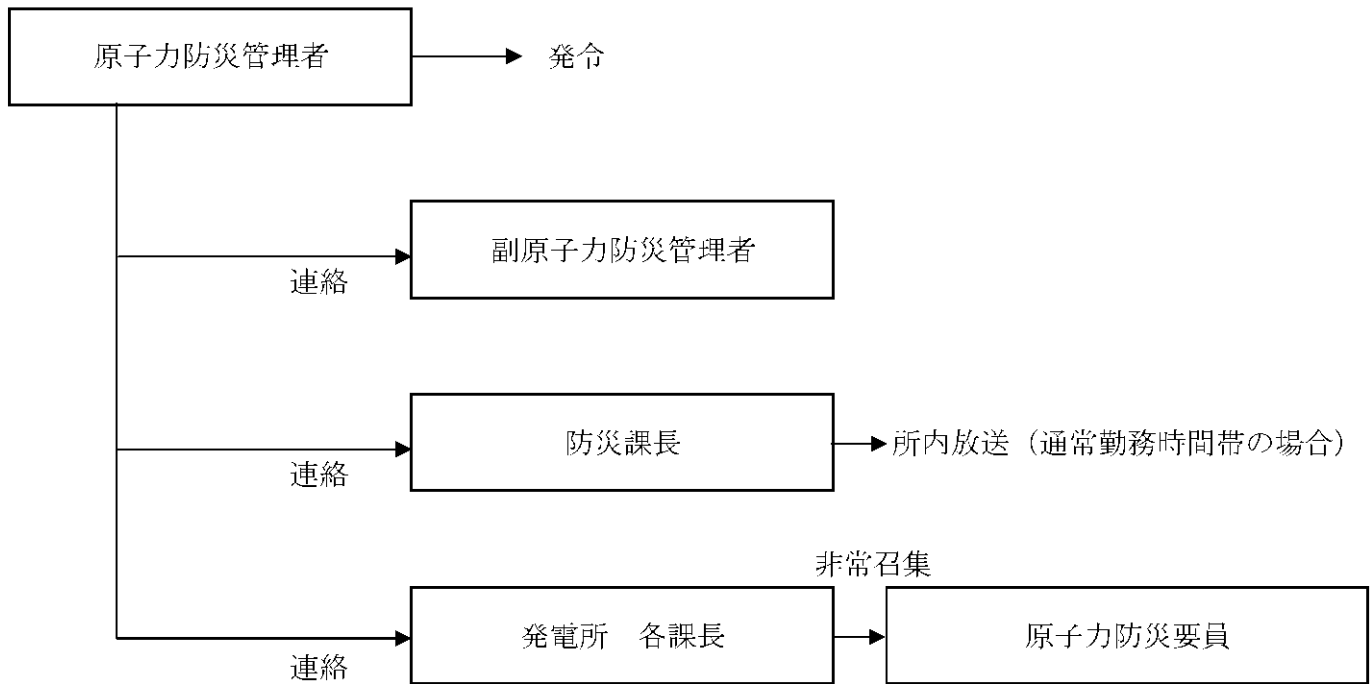 原子力防災管理者
発令
副原子力防災管理者
連絡
防災課長
所内放送（通常勤務時間帯の場合）
連絡
非常召集
発電所　各課長
原子力防災要員
連絡